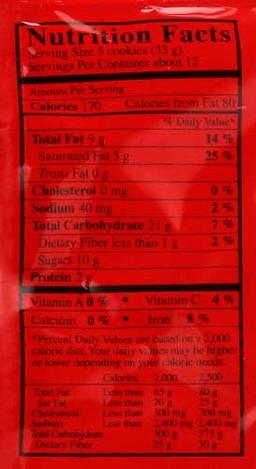 Nutrition Facts
Serving Size 5 cookies (33 g)
Servings Per Container about 12
Amount Per Serving
Calories 170 Calories from Fat 80
% Daily Value*
Total Fat 9 g 14 %
Saturated Fat 5 g 25 %
Trans Fat 0 g
Cholesterol 0 mg 0 %
Sodium 40 mg 2 %
Total Carbohydrate 21 g 7 %
Dietary Fiber less than 1 g 2 %
Sugars 10 g
Protein 2 g
Vitamin A 0 % • Vitamin C 4 %
Calcium 0 % • Iron 8 %
*Percent Daily Values are based on a 2,000
calorie diet. Your daily values may be higher
or lower depending on your calorie needs:
Calories 2,000 2,500
Total Fat Less than 65 g 80 g
Sat Fat Less than 20 g 25 g
Cholesterol Less than 300 mg 300 mg
Sodium Less than 2,400 mg 2,400 mg
Total Carbohydrate 300 g 375 g
Dietary Fiber 25 g 30 g